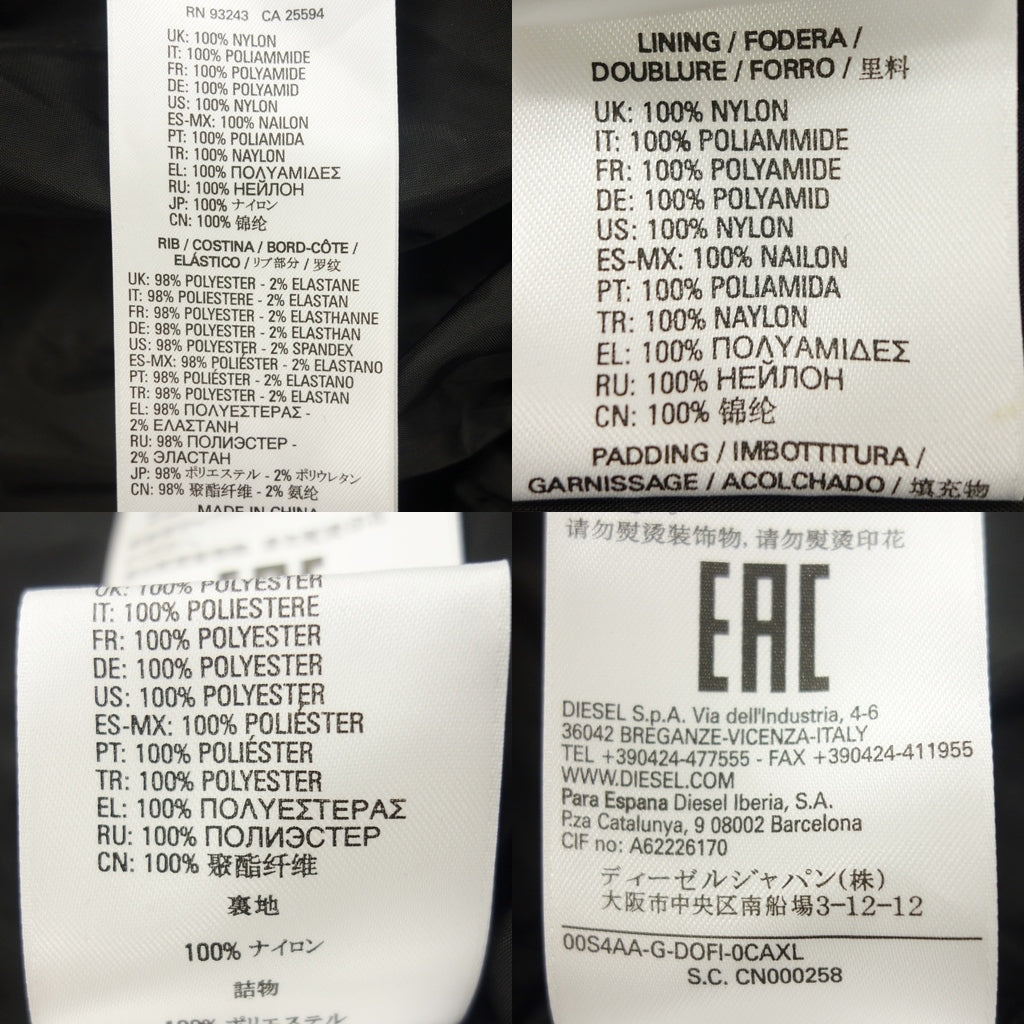 RN 93243 CA 25594
UK: 100% NYLON
IT: 100% POLIAMMIDE
FR: 100% POLYAMIDE
DE: 100% POLYAMID
US: 100% NYLON
ES-MX: 100% NAILON
PT: 100% POLIAMIDA
TR: 100% NAYLON
EL: 100% ΠΟΛΥΑΜΙΔΕΣ
RU: 100% НЕЙЛОН
JP: 100% ナイロン
CN: 100% 锦纶
RIB / COSTINA / BORD-CÔTE /
ELÁSTICO / リブ部分 / 罗纹
UK: 98% POLYESTER - 2% ELASTANE
IT: 98% POLIESTERE - 2% ELASTAN
FR: 98% POLYESTER - 2% ELASTHANNE
DE: 98% POLYESTER - 2% ELASTHAN
US: 98% POLYESTER - 2% SPANDEX
ES-MX: 98% POLIÉSTER - 2% ELASTANO
PT: 98% POLIÉSTER - 2% ELASTANO
TR: 98% POLYESTER - 2% ELASTAN
EL: 98% ΠΟΛΥΕΣΤΕΡΑΣ -
2% ΕΛΑΣΤΑΝΗ
RU: 98% ПОЛИЭСТЕР -
2% ЭЛАСТАН
JP: 98% ポリエステル - 2% ポリウレタン
CN: 98% 聚酯纤维 - 2% 氨纶
MADE IN CHINA
LINING / FODERA /
DOUBLURE / FORRO / 里料
UK: 100% NYLON
IT: 100% POLIAMMIDE
FR: 100% POLYAMIDE
DE: 100% POLYAMID
US: 100% NYLON
ES-MX: 100% NAILON
PT: 100% POLIAMIDA
TR: 100% NAYLON
EL: 100% ΠΟΛΥΑΜΙΔΕΣ
RU: 100% НЕЙЛОН
CN: 100% 锦纶
PADDING / IMBOTTITURA /
GARNISSAGE / ACOLCHADO / 填充物
UK: 100% POLYESTER
IT: 100% POLIESTERE
FR: 100% POLYESTER
DE: 100% POLYESTER
US: 100% POLYESTER
ES-MX: 100% POLIÉSTER
PT: 100% POLIÉSTER
TR: 100% POLYESTER
EL: 100% ΠΟΛΥΕΣΤΕΡΑΣ
RU: 100% ПОЛИЭСТЕР
CN: 100% 聚酯纤维
裏地
100% ナイロン
詰物
100% ポリエステル
请勿熨烫装饰物, 请勿熨烫印花
EAC
DIESEL S.p.A. Via dell'Industria, 4-6
36042 BREGANZE-VICENZA-ITALY
TEL +390424-477555 - FAX +390424-411955
WWW.DIESEL.COM
Para Espana Diesel Iberia, S.A.
P.za Catalunya, 9 08002 Barcelona
CIF no: A62226170
ディーゼルジャパン(株)
大阪市中央区南船場3-12-12
00S4AA-G-DOFI-0CAXL
S.C. CN000258